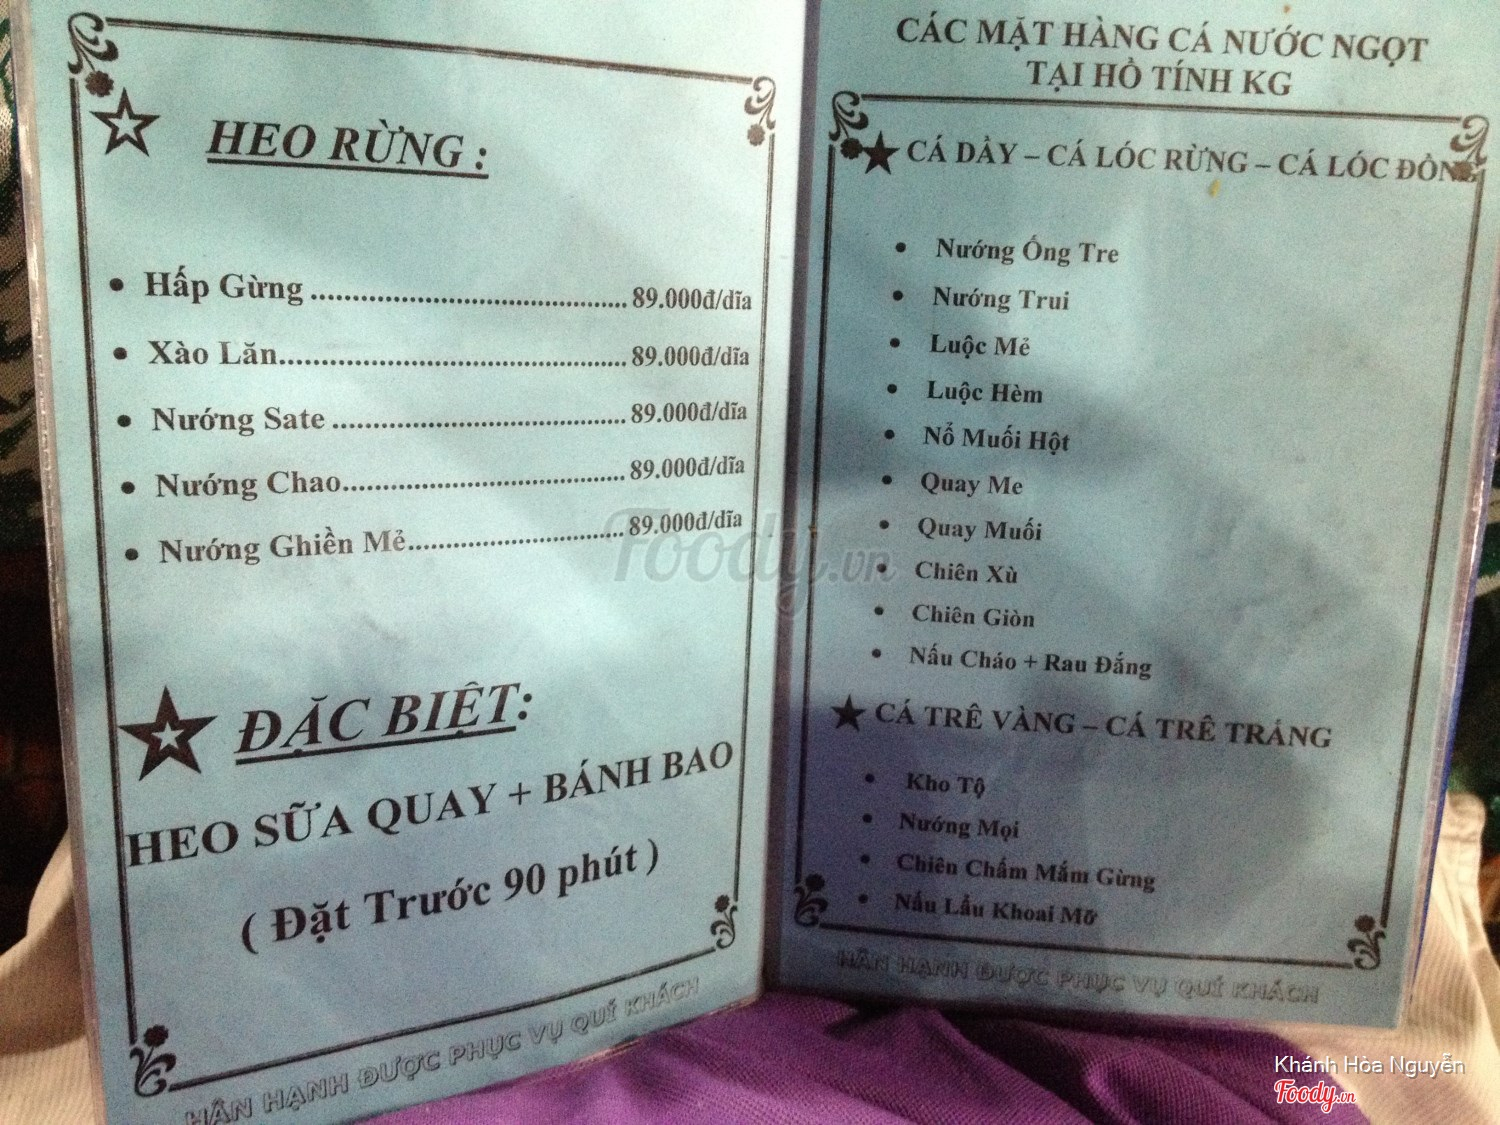 HEO RỪNG :
• Hấp Gừng ...................................... 89.000đ/dĩa
• Xào Lăn.......................................... 89.000đ/dĩa
• Nướng Sate ................................... 89.000đ/dĩa
• Nướng Chao.................................. 89.000đ/dĩa
• Nướng Ghiền Mẻ.......................... 89.000đ/dĩa
ĐẶC BIỆT:
HEO SỮA QUAY + BÁNH BAO
( Đặt Trước 90 phút )
HÂN HẠNH ĐƯỢC PHỤC VỤ QUÍ KHÁCH
CÁC MẶT HÀNG CÁ NƯỚC NGỌT
TẠI HỒ TÍNH KG
CÁ DẦY – CÁ LÓC RỪNG – CÁ LÓC ĐỒNG
• Nướng Ống Tre
• Nướng Trui
• Luộc Mẻ
• Luộc Hèm
• Nổ Muối Hột
• Quay Me
• Quay Muối
• Chiên Xù
• Chiên Giòn
• Nấu Cháo + Rau Đắng
CÁ TRÊ VÀNG – CÁ TRÊ TRẮNG
• Kho Tộ
• Nướng Mọi
• Chiên Chấm Mắm Gừng
• Nấu Lẩu Khoai Mỡ
HÂN HẠNH ĐƯỢC PHỤC VỤ QUÍ KHÁCH
Foody.vn
Khánh Hòa Nguyễn
Foody.vn